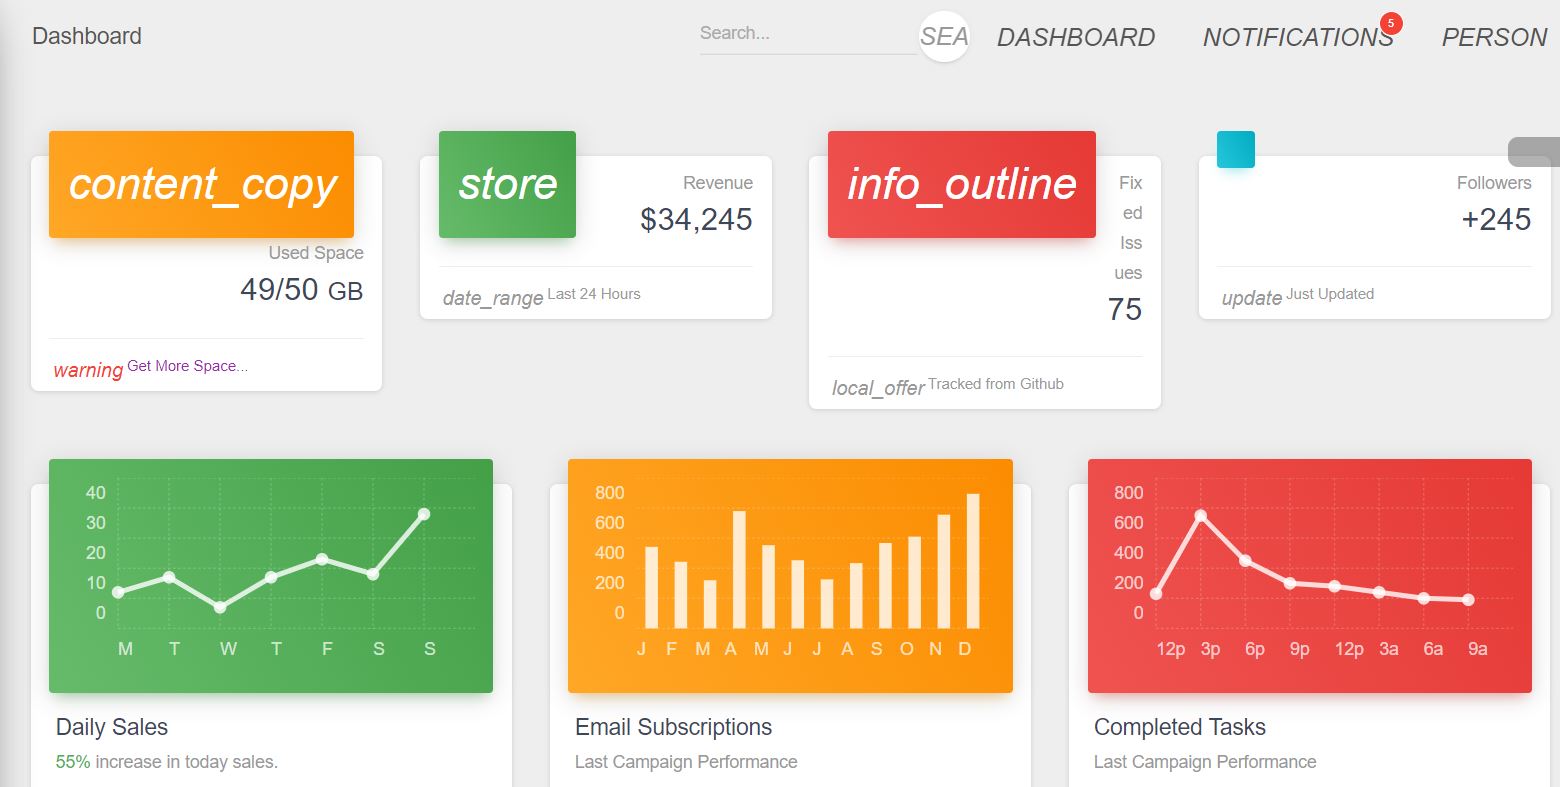 Dashboard
Search...
SEA
DASHBOARD
NOTIFICATIONS
5
PERSON
content_copy
Used Space
49/50 GB
warning Get More Space...
store
Revenue
$34,245
date_range Last 24 Hours
info_outline
Fix
ed
Iss
ues
75
local_offer Tracked from Github
Followers
+245
update Just Updated
40
30
20
10
0
M T W T F S S
Daily Sales
55% increase in today sales.
800
600
400
200
0
J F M A M J J A S O N D
Email Subscriptions
Last Campaign Performance
800
600
400
200
0
12p 3p 6p 9p 12p 3a 6a 9a
Completed Tasks
Last Campaign Performance